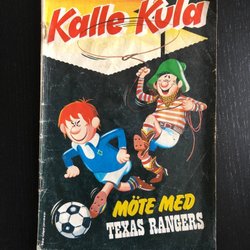 Kalle Kula
MÖTE MED
TEXAS RANGERS